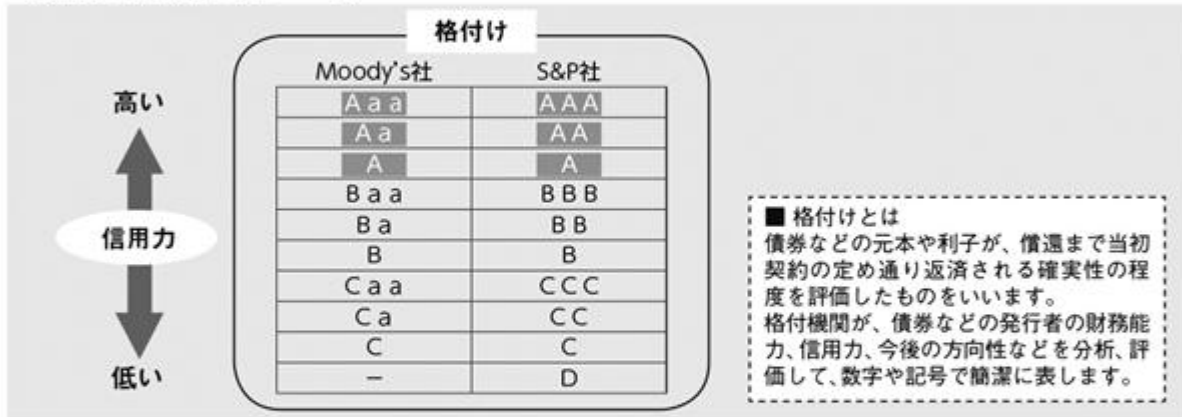 格付け
Moody's社 S&P社
高い
Aaa AAA
Aa AA
A A
Baa BBB
Ba BB
信用力
B B
Caa CCC
Ca CC
C C
低い
− D
■ 格付けとは
債券などの元本や利子が、償還まで当初
契約の定め通り返済される確実性の程
度を評価したものをいいます。
格付機関が、債券などの発行者の財務能
力、信用力、今後の方向性などを分析、評
価して、数字や記号で簡潔に表します。